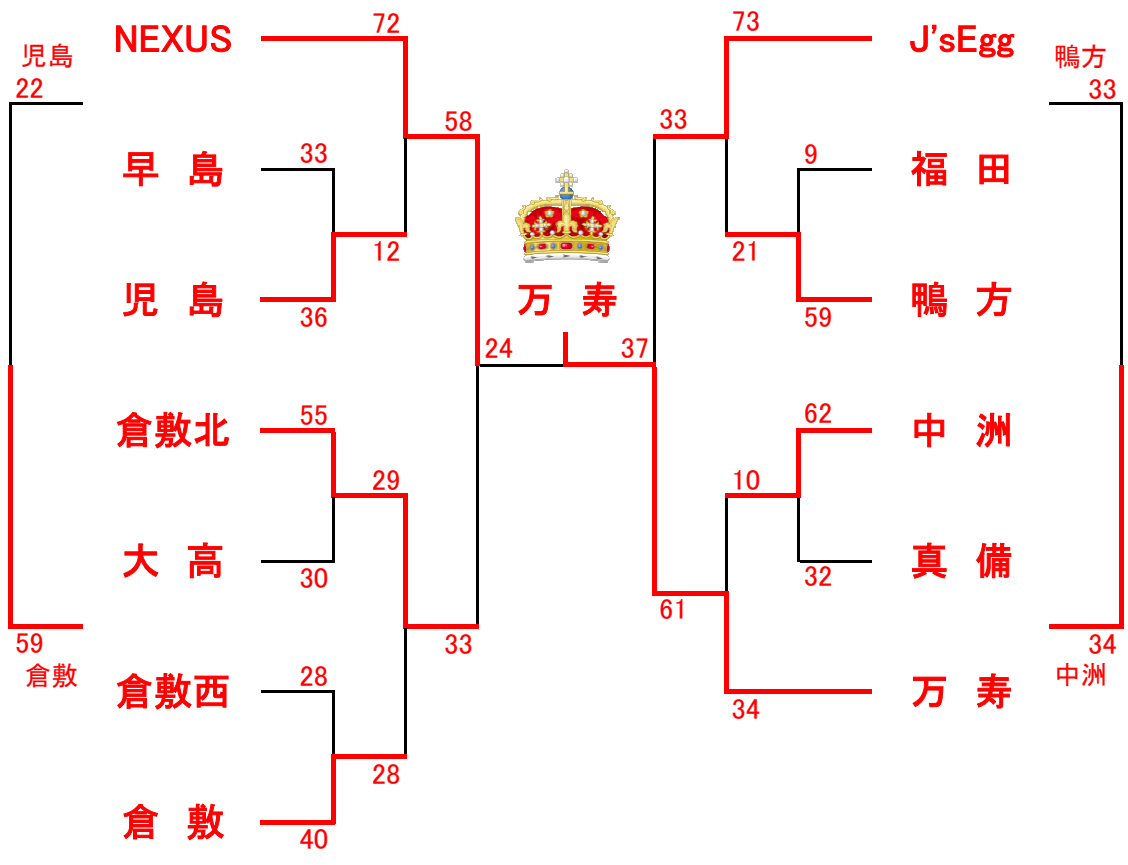 NEXUS
72
73
J'sEgg
児島
鴨方
22
33
58
33
早 島
33
9
福 田
12
21
児 島
36
万 寿
59
鴨 方
24
37
倉敷北
55
62
中 洲
29
10
大 高
30
32
真 備
59
33
61
34
倉敷
中洲
倉敷西
28
34
万 寿
28
倉 敷
40